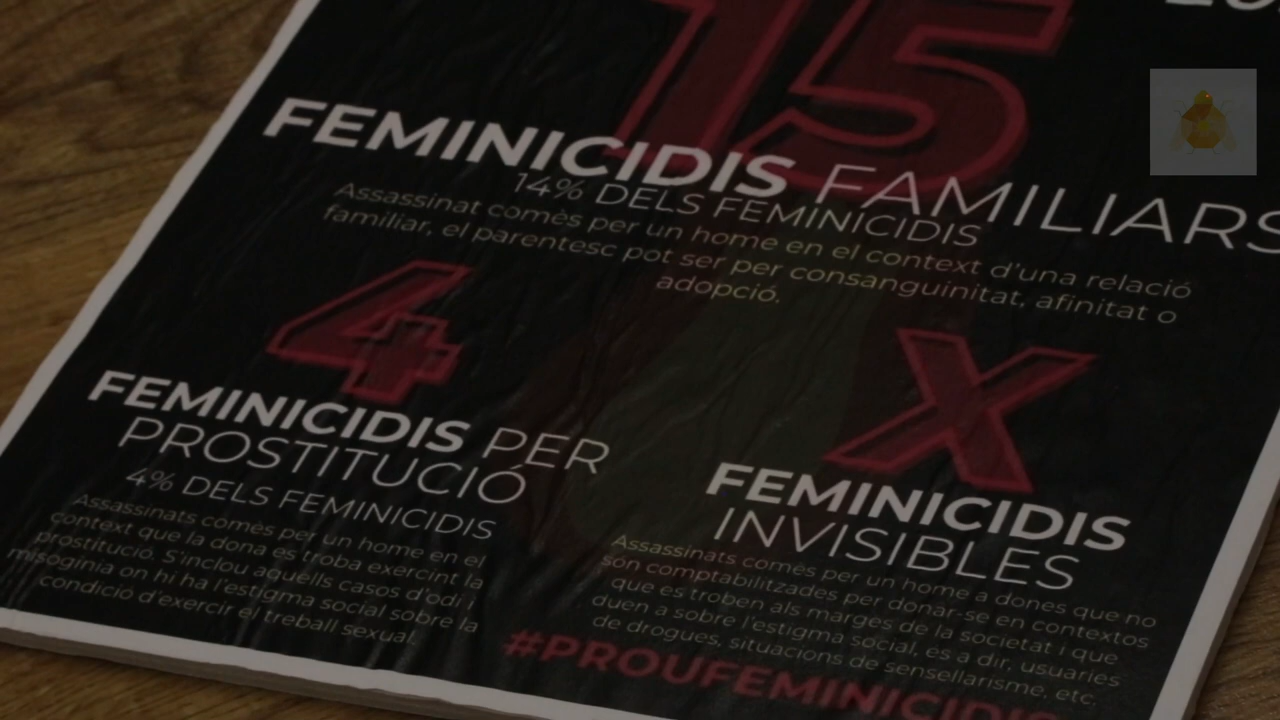 15
FEMINICIDIS FAMILIARS
14% DELS FEMINICIDIS
Assassinat comès per un home en el context d'una relació
familiar, el parentesc pot ser per consanguinitat, afinitat o
adopció.
4
FEMINICIDIS PER
PROSTITUCIÓ
4% DELS FEMINICIDIS
Assassinats comès per un home en el
context que la dona es troba exercint la
prostitució. S'inclou aquells casos d'odi i
misogínia on hi ha l'estigma social sobre la
condició d'exercir el treball sexual.
X
FEMINICIDIS
INVISIBLES
Assassinats comès per un home a dones que no
són comptabilitzades per donar-se en contextos
que es troben als marges de la societat i que
duen a sobre l'estigma social, es a dir, usuaries
de drogues, situacions de sensellarisme, etc.
#PROUFEMINICIDIS